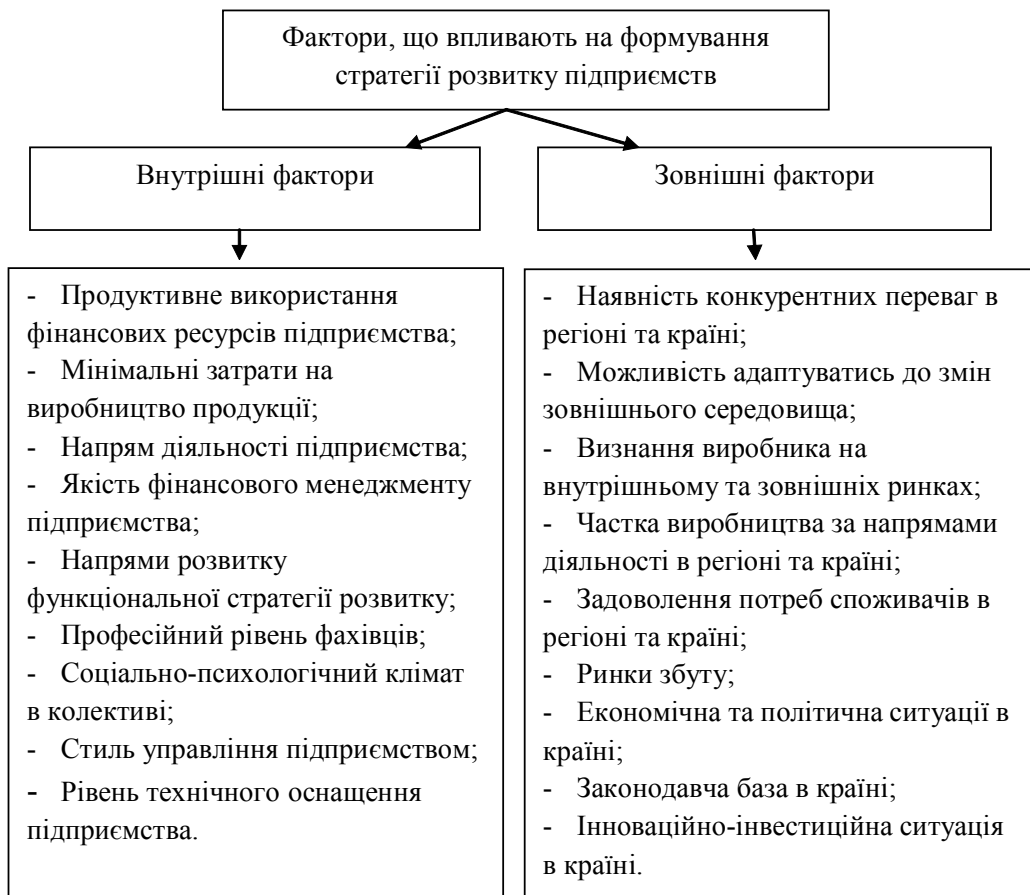 Фактори, що впливають на формування
стратегії розвитку підприємств
Внутрішні фактори
Зовнішні фактори
- Продуктивне використання
фінансових ресурсів підприємства;
- Мінімальні затрати на
виробництво продукції;
- Напрям діяльності підприємства;
- Якість фінансового менеджменту
підприємства;
- Напрями розвитку
функціональної стратегії розвитку;
- Професійний рівень фахівців;
- Соціально-психологічний клімат
в колективі;
- Стиль управління підприємством;
- Рівень технічного оснащення
підприємства.
- Наявність конкурентних переваг в
регіоні та країні;
- Можливість адаптуватись до змін
зовнішнього середовища;
- Визнання виробника на
внутрішньому та зовнішніх ринках;
- Частка виробництва за напрямами
діяльності в регіоні та країні;
- Задоволення потреб споживачів в
регіоні та країні;
- Ринки збуту;
- Економічна та політична ситуації в
країні;
- Законодавча база в країні;
- Інноваційно-інвестиційна ситуація
в країні.